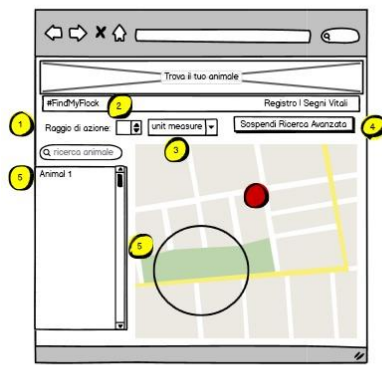 Trova il tuo animale
#FindMyFlock
2
Registro I Segni Vitali
1
Raggio di azione:
unit measure
Sospendi Ricerca Avanzata
4
3
ricerca animale
5
Animal 1
5